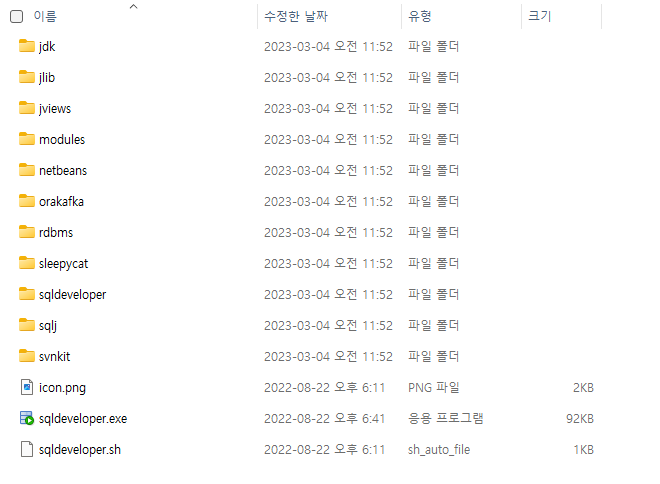 이름 수정한 날짜 유형 크기
jdk 2023-03-04 오전 11:52 파일 폴더
jlib 2023-03-04 오전 11:52 파일 폴더
jviews 2023-03-04 오전 11:52 파일 폴더
modules 2023-03-04 오전 11:52 파일 폴더
netbeans 2023-03-04 오전 11:52 파일 폴더
orakafka 2023-03-04 오전 11:52 파일 폴더
rdbms 2023-03-04 오전 11:52 파일 폴더
sleepycat 2023-03-04 오전 11:52 파일 폴더
sqldeveloper 2023-03-04 오전 11:52 파일 폴더
sqlj 2023-03-04 오전 11:52 파일 폴더
svnkit 2023-03-04 오전 11:52 파일 폴더
icon.png 2022-08-22 오후 6:11 PNG 파일 2KB
sqldeveloper.exe 2022-08-22 오후 6:41 응용 프로그램 92KB
sqldeveloper.sh 2022-08-22 오후 6:11 sh_auto_file 1KB